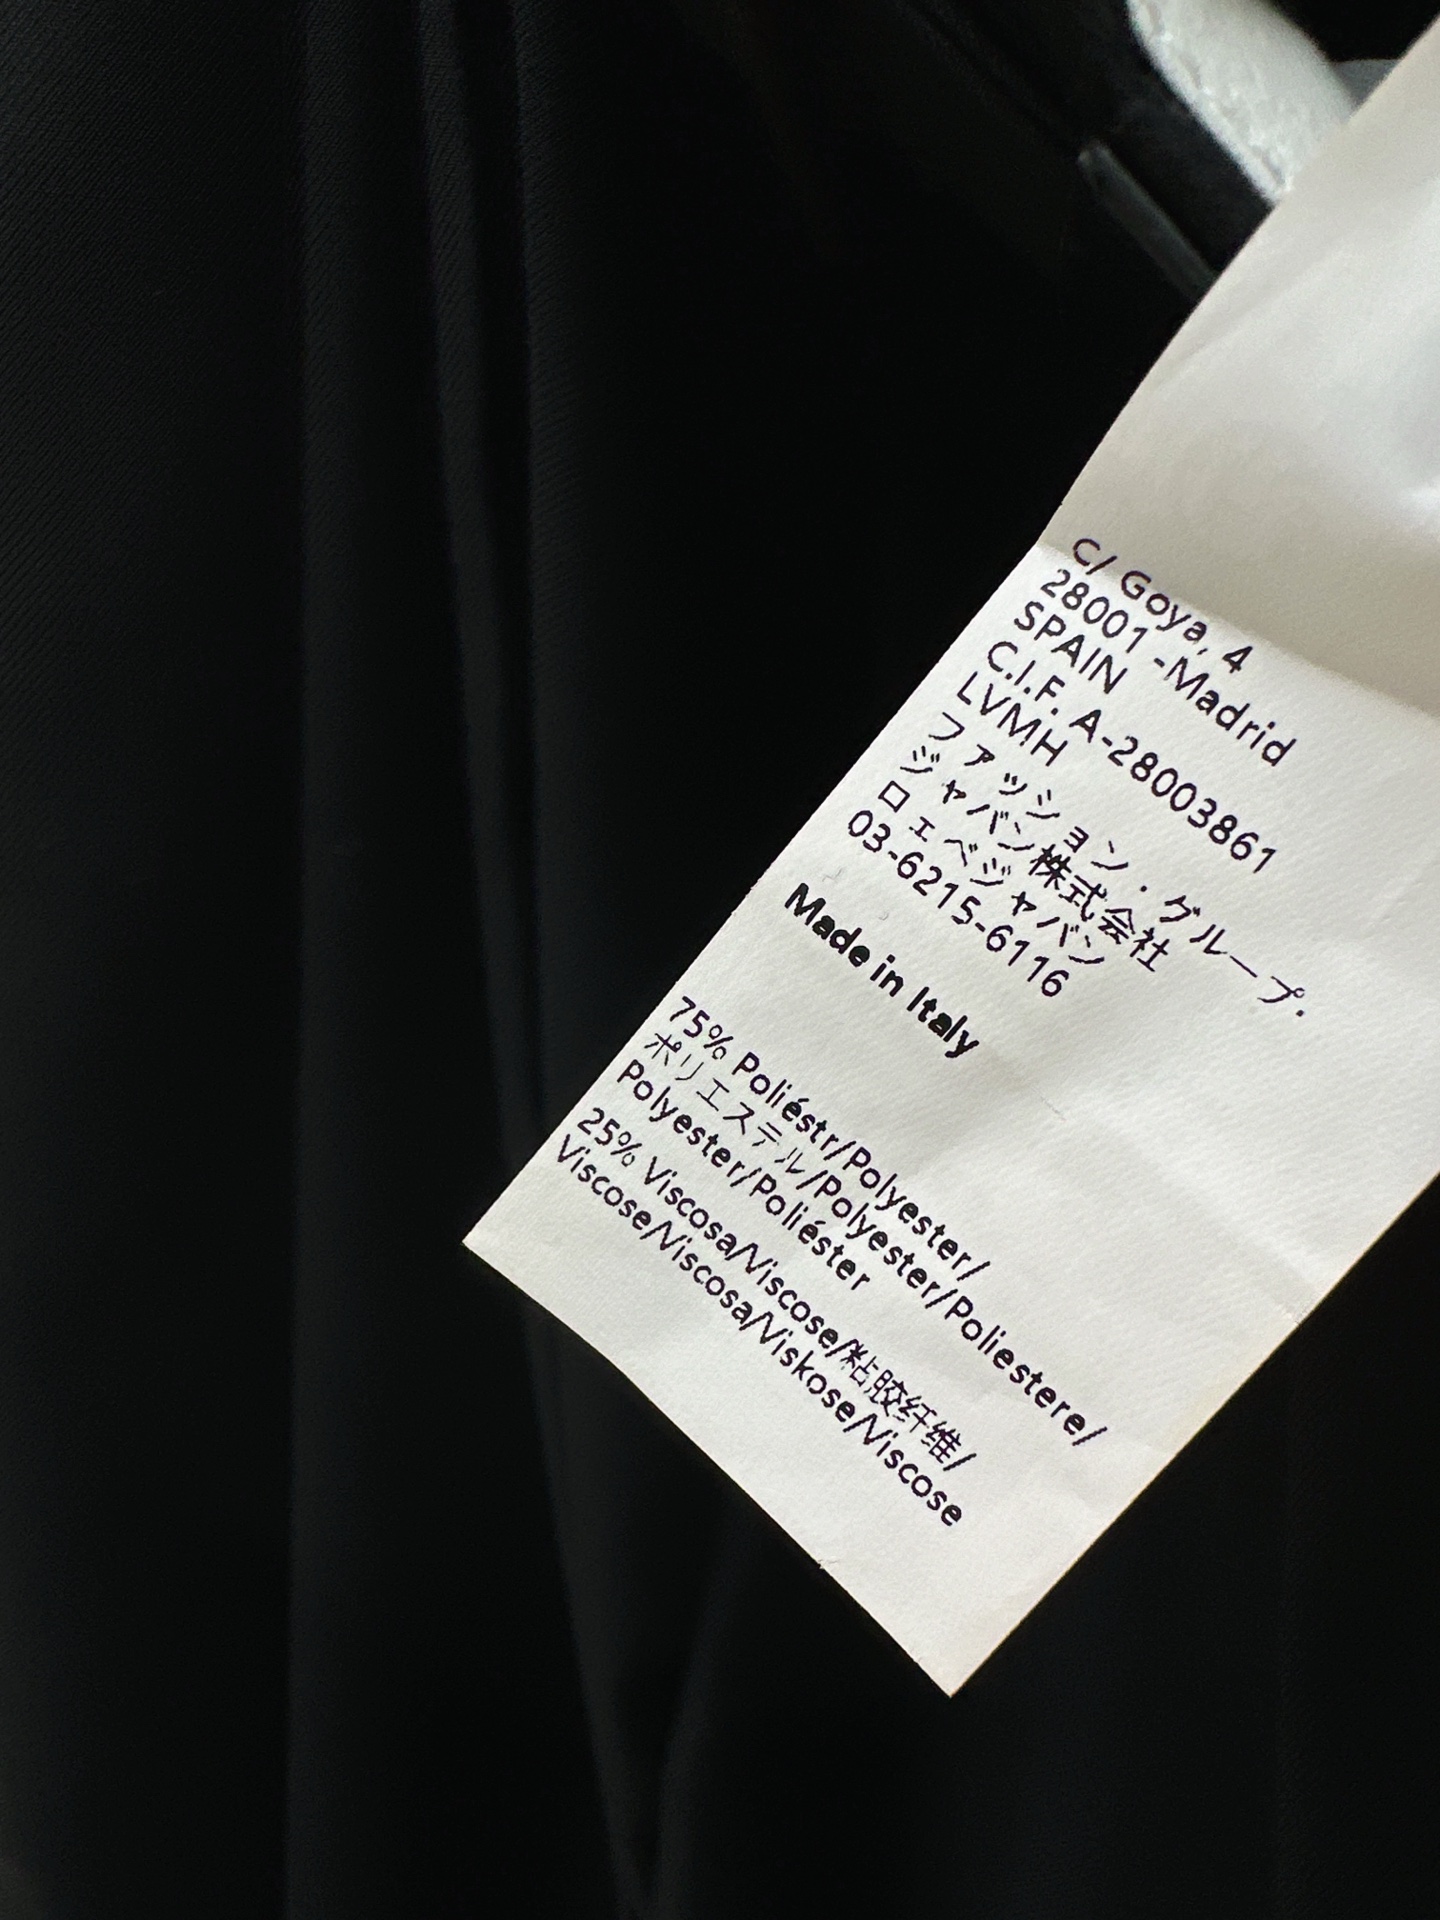 C/ Goya, 4
28001 -Madrid
SPAIN
C.I.F. A-28003861
LVMH
ファッション・グループ・
ジャパン株式会社
ロエベジャパン
03-6215-6116
Made in Italy
75% Poliéstr/Polyester/
ポリエステル/Polyester/Poliestere/
Polyester/Poliéster
25% Viscosa/Viscose/粘胶纤维/
Viscose/Viscosa/Viskose/Viscose